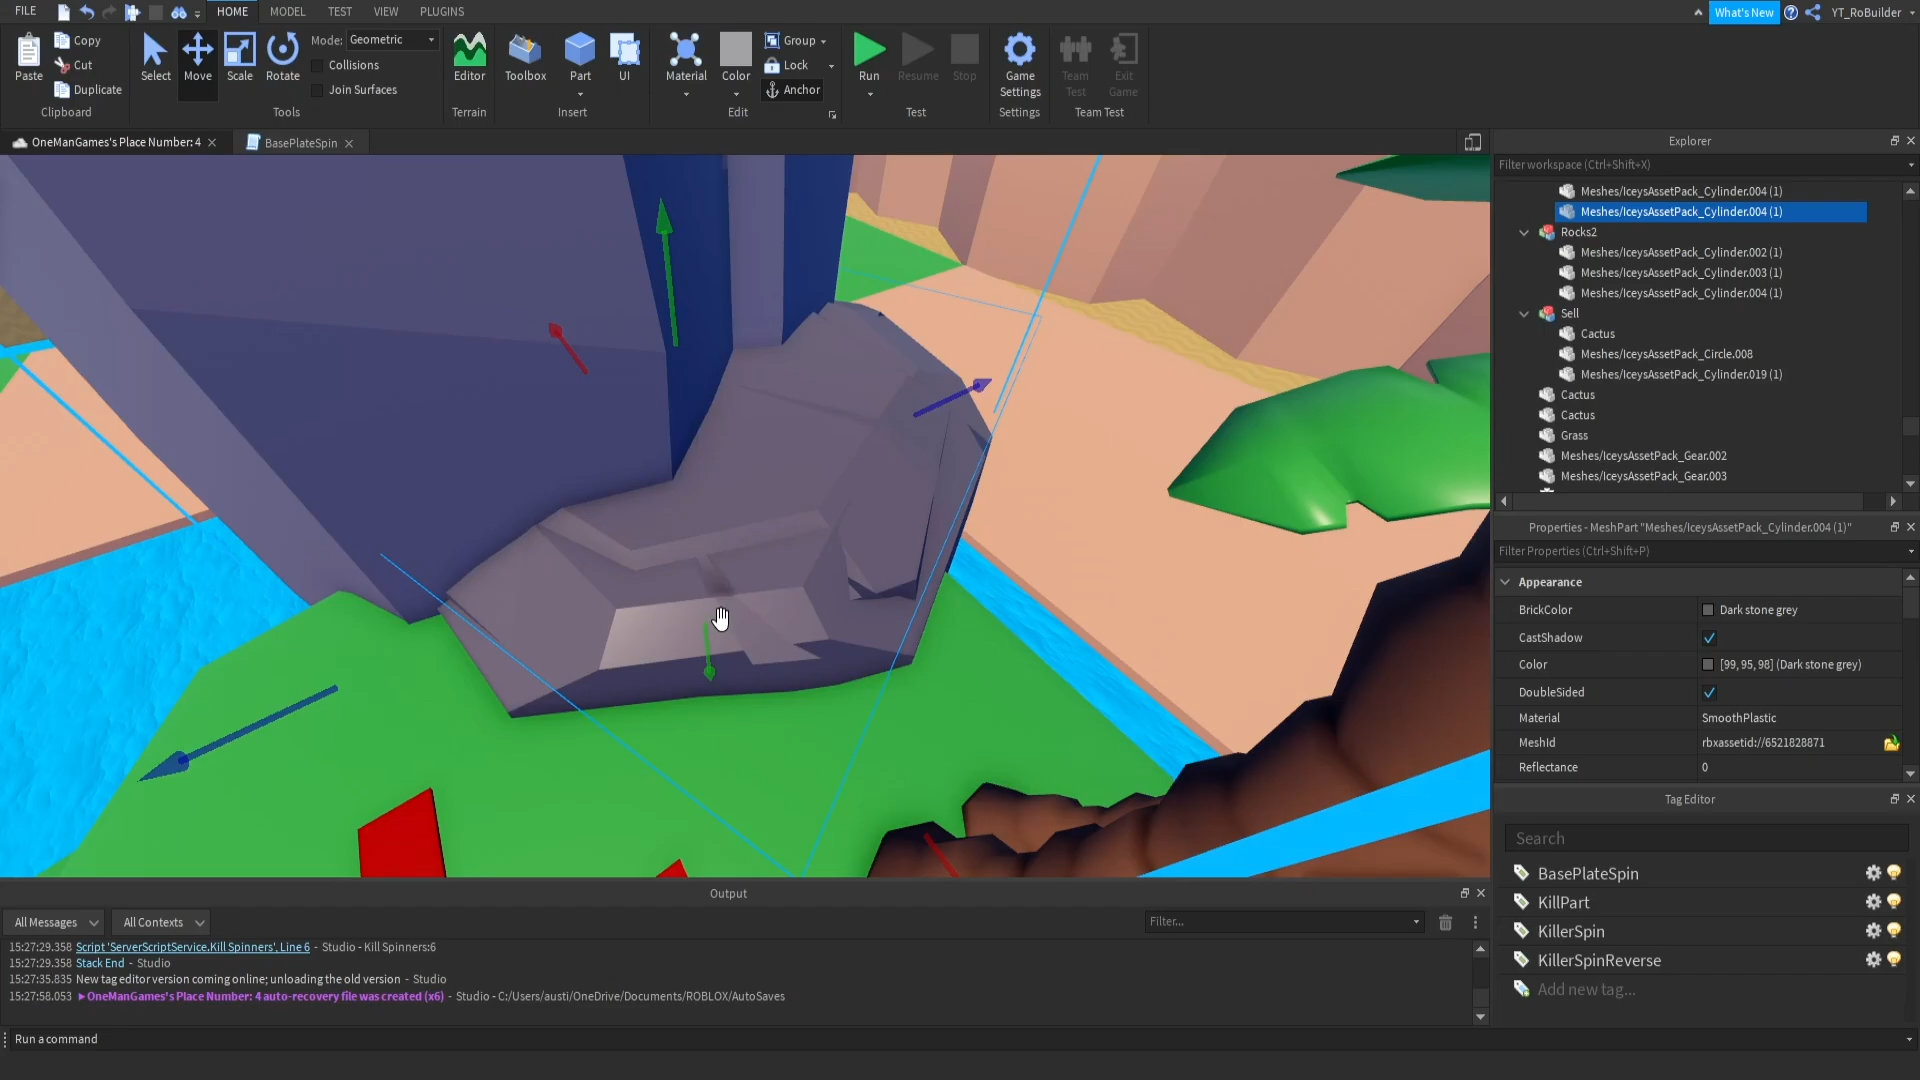 FILE HOME MODEL TEST VIEW PLUGINS What's New YT_RoBuilder
Paste Copy Cut Duplicate Clipboard
Select Move Scale Rotate Mode: Geometric Collisions Join Surfaces Tools
Editor Terrain
Toolbox Part UI Insert
Material Color Group Lock Anchor Edit
Run Resume Stop Test
Game Settings Settings
Team Test Exit Game Team Test
OneManGames's Place Number: 4 BasePlateSpin
Explorer
Filter workspace (Ctrl+Shift+X)
Meshes/IceysAssetPack_Cylinder.004 (1)
Meshes/IceysAssetPack_Cylinder.004 (1)
Rocks2
Meshes/IceysAssetPack_Cylinder.002 (1)
Meshes/IceysAssetPack_Cylinder.003 (1)
Meshes/IceysAssetPack_Cylinder.004 (1)
Sell
Cactus
Meshes/IceysAssetPack_Circle.008
Meshes/IceysAssetPack_Cylinder.019 (1)
Cactus
Cactus
Grass
Meshes/IceysAssetPack_Gear.002
Meshes/IceysAssetPack_Gear.003
Properties - MeshPart "Meshes/IceysAssetPack_Cylinder.004 (1)"
Filter Properties (Ctrl+Shift+P)
Appearance
BrickColor Dark stone grey
CastShadow
Color [99, 95, 98] (Dark stone grey)
DoubleSided
Material SmoothPlastic
MeshId rbxassetid://6521828871
Reflectance 0
Tag Editor
Search
BasePlateSpin
KillPart
KillerSpin
KillerSpinReverse
Add new tag...
Output
All Messages All Contexts Filter...
15:27:29.358 Script 'ServerScriptService.Kill Spinners', Line 6 - Studio - Kill Spinners:6
15:27:29.358 Stack End - Studio
15:27:35.835 New tag editor version coming online; unloading the old version - Studio
15:27:58.053 OneManGames's Place Number: 4 auto-recovery file was created (x6) - Studio - C:/Users/austi/OneDrive/Documents/ROBLOX/AutoSaves
Run a command